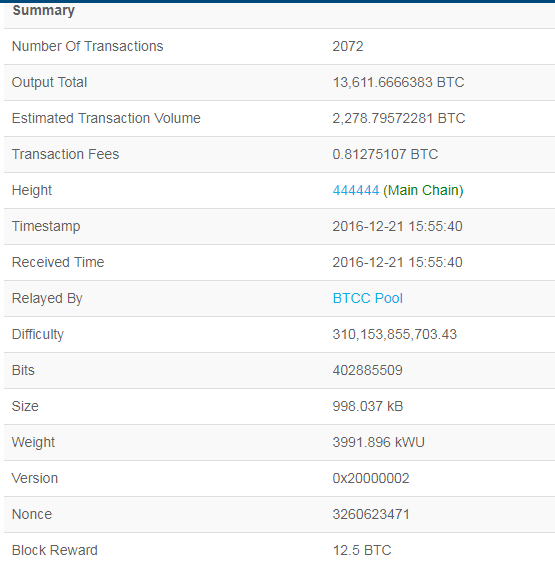 Summary
Number Of Transactions 2072
Output Total 13,611.6666383 BTC
Estimated Transaction Volume 2,278.79572281 BTC
Transaction Fees 0.81275107 BTC
Height 444444 (Main Chain)
Timestamp 2016-12-21 15:55:40
Received Time 2016-12-21 15:55:40
Relayed By BTCC Pool
Difficulty 310,153,855,703.43
Bits 402885509
Size 998.037 kB
Weight 3991.896 kWU
Version 0x20000002
Nonce 3260623471
Block Reward 12.5 BTC